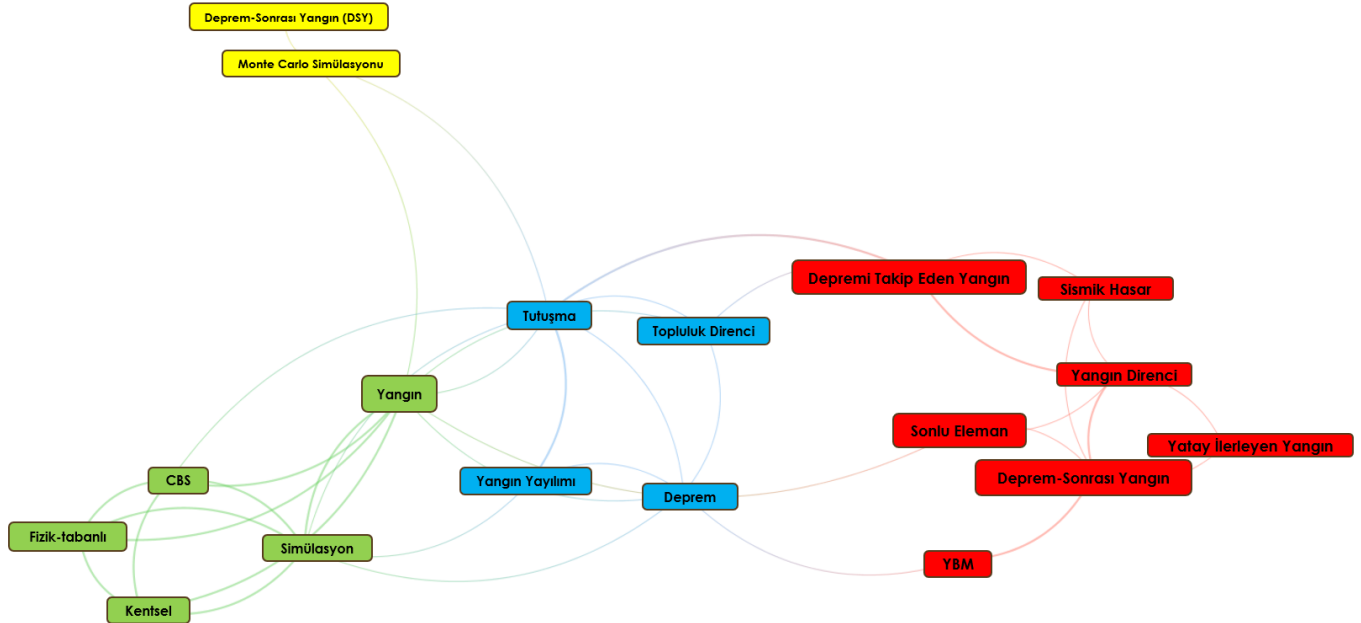 Deprem-Sonrası Yangın (DSY)
Monte Carlo Simülasyonu
Depremi Takip Eden Yangın
Sismik Hasar
Tutuşma
Topluluk Direnci
Yangın Direnci
Yangın
Sonlu Eleman
Yatay İlerleyen Yangın
CBS
Yangın Yayılımı
Deprem-Sonrası Yangın
Deprem
Fizik-tabanlı
Simülasyon
YBM
Kentsel